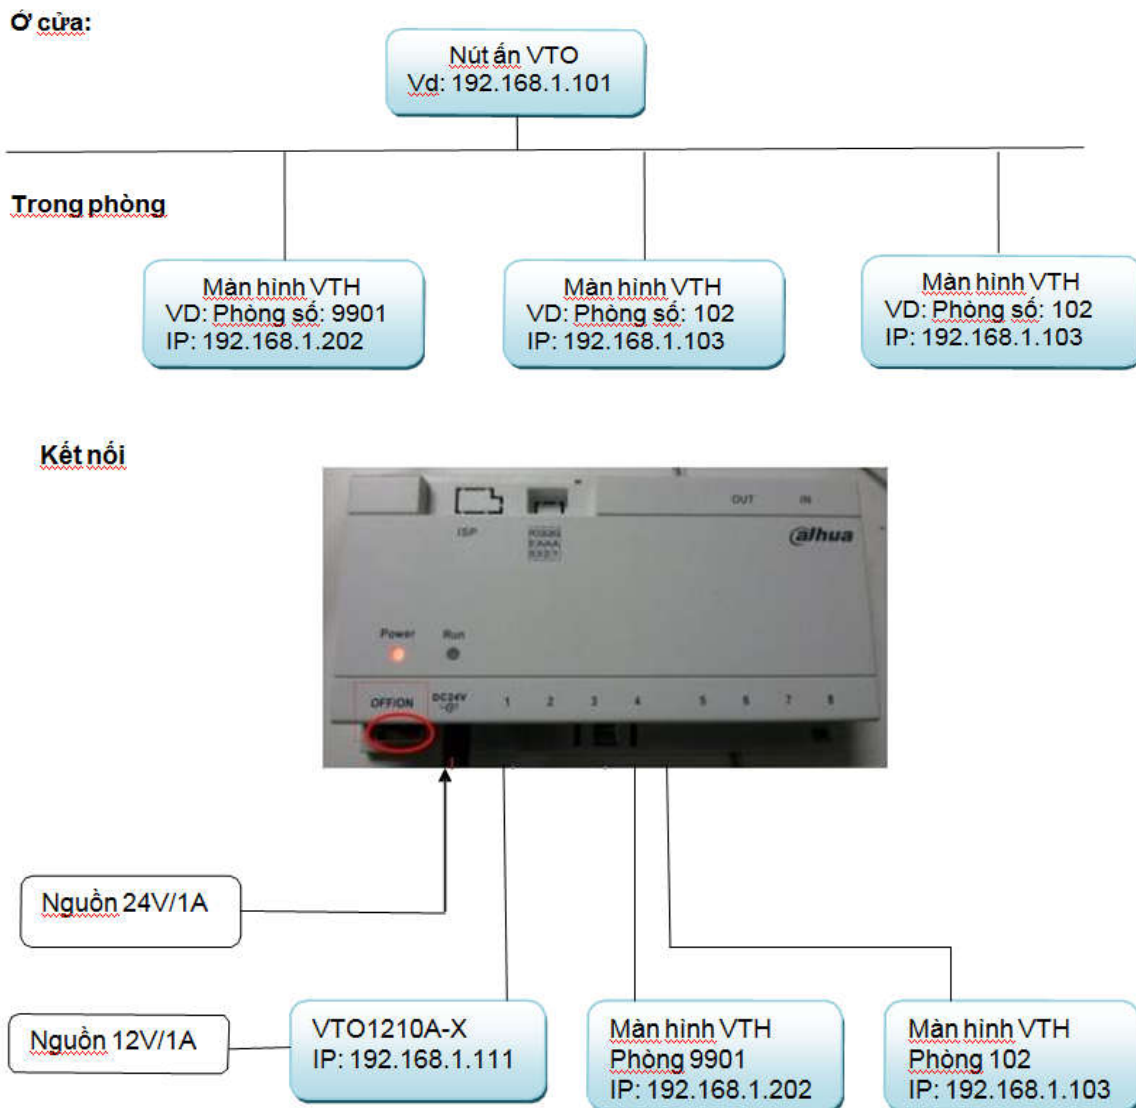 Ở cửa:
Nút ấn VTO
Vd: 192.168.1.101
Trong phòng
Màn hình VTH
VD: Phòng số: 9901
IP: 192.168.1.202
Màn hình VTH
VD: Phòng số: 102
IP: 192.168.1.103
Màn hình VTH
VD: Phòng số: 102
IP: 192.168.1.103
Kết nối
OUT IN
ISP
alhua
Power Run
OFF/ON DC24V 1 2 3 4 5 6 7 8
Nguồn 24V/1A
Nguồn 12V/1A
VTO1210A-X
IP: 192.168.1.111
Màn hình VTH
Phòng 9901
IP: 192.168.1.202
Màn hình VTH
Phòng 102
IP: 192.168.1.103